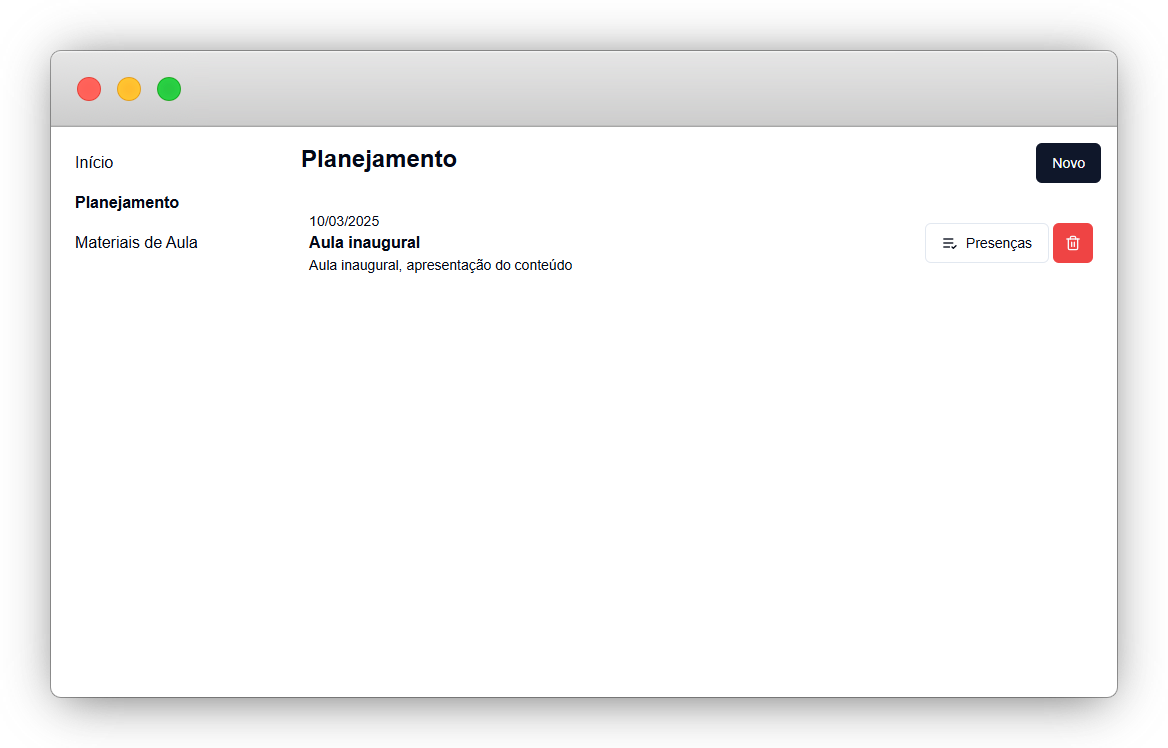 Início
Planejamento
Materiais de Aula
Planejamento
Novo
10/03/2025
Aula inaugural
Aula inaugural, apresentação do conteúdo
Presenças